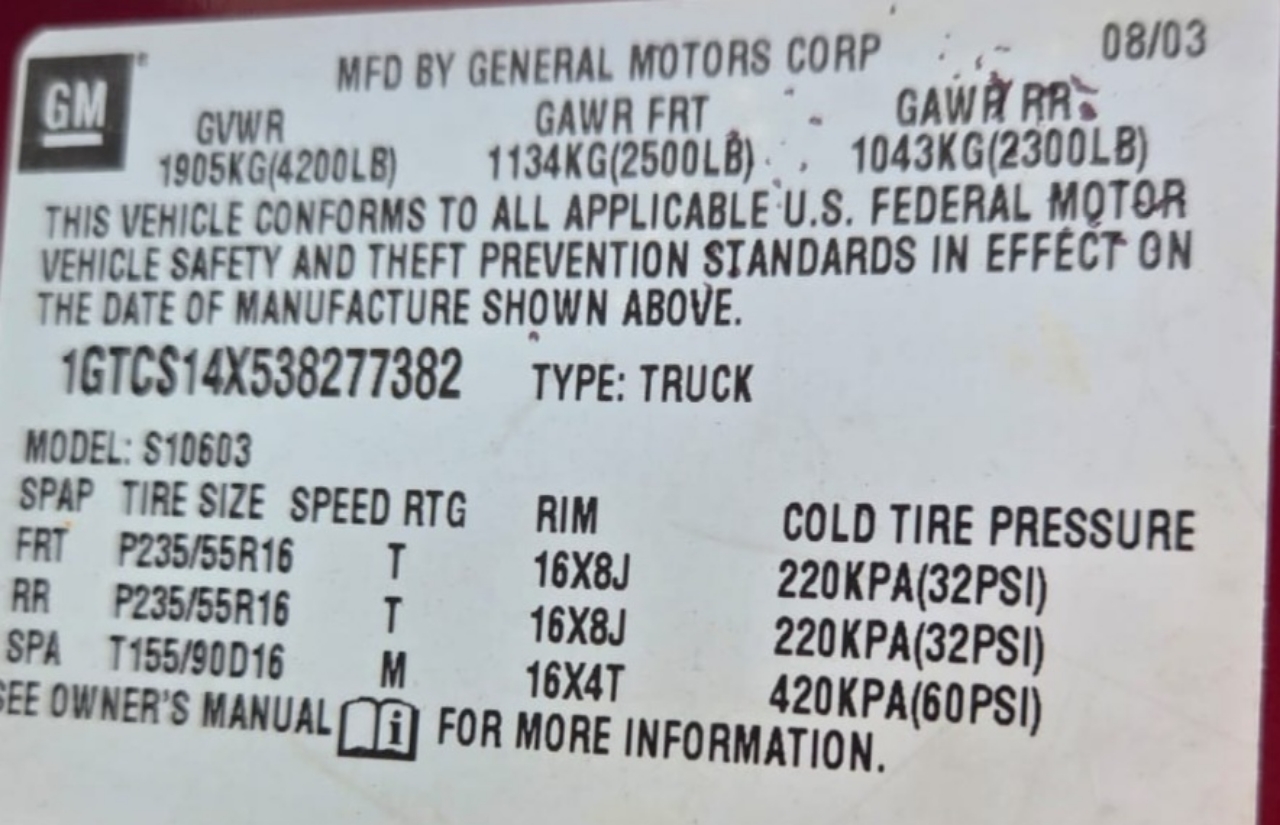 GM
MFD BY GENERAL MOTORS CORP 08/03
GVWR GAWR FRT GAWR RR
1905KG(4200LB) 1134KG(2500LB) 1043KG(2300LB)
THIS VEHICLE CONFORMS TO ALL APPLICABLE U.S. FEDERAL MOTOR
VEHICLE SAFETY AND THEFT PREVENTION STANDARDS IN EFFECT ON
THE DATE OF MANUFACTURE SHOWN ABOVE.
1GTCS14X538277382 TYPE: TRUCK
MODEL: S10603
SPAP TIRE SIZE SPEED RTG RIM COLD TIRE PRESSURE
FRT P235/55R16 T 16X8J 220KPA(32PSI)
RR P235/55R16 T 16X8J 220KPA(32PSI)
SPA T155/90D16 M 16X4T 420KPA(60PSI)
SEE OWNER'S MANUAL i FOR MORE INFORMATION.